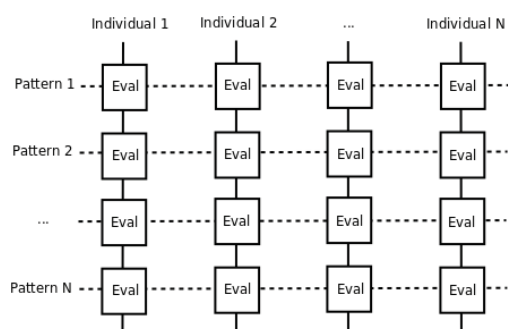 Individual 1 Individual 2 ... Individual N
Pattern 1 Eval Eval Eval Eval
Pattern 2 Eval Eval Eval Eval
... Eval Eval Eval Eval
Pattern N Eval Eval Eval Eval